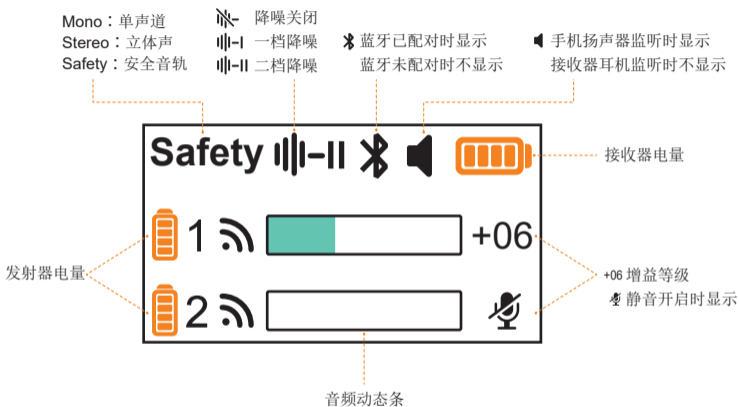 Mono：单声道
Stereo：立体声
Safety：安全音轨
降噪关闭
一档降噪
二档降噪
蓝牙已配对时显示
蓝牙未配对时不显示
手机扬声器监听时显示
接收器耳机监听时不显示
Safety
接收器电量
1
+06
发射器电量
+06 增益等级
静音开启时显示
2
音频动态条